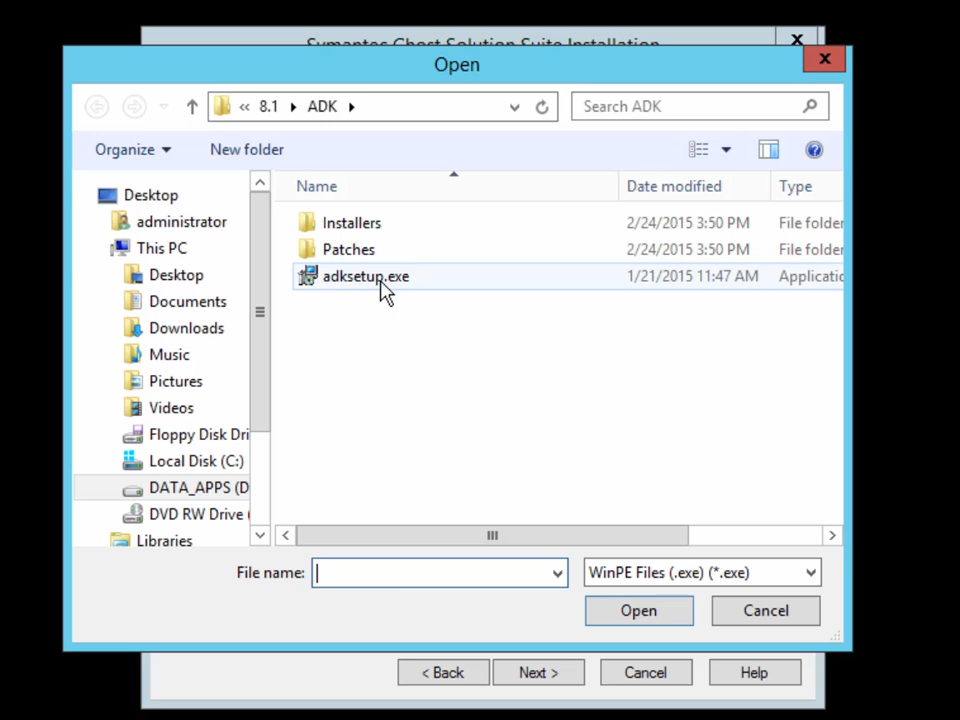 Symantec Ghost Solution Suite Installation
Open
« 8.1 ADK
Search ADK
Organize
New folder
Name
Date modified
Type
Desktop
administrator
This PC
Desktop
Documents
Downloads
Music
Pictures
Videos
Floppy Disk Dri
Local Disk (C:)
DATA_APPS (D
DVD RW Drive (
Libraries
Installers 2/24/2015 3:50 PM File folder
Patches 2/24/2015 3:50 PM File folder
adksetup.exe 1/21/2015 11:47 AM Applicatio
File name:
WinPE Files (.exe) (*.exe)
Open
Cancel
< Back
Next >
Cancel
Help